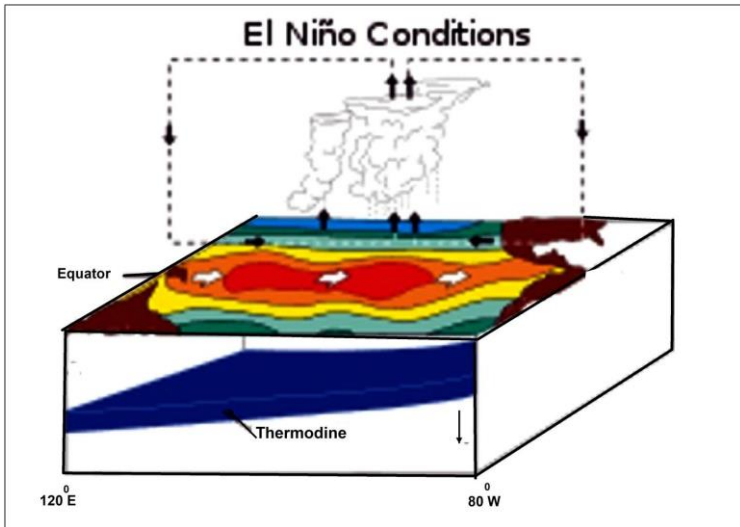 El Niño Conditions
Equator
Thermodine
120 E 0
80 W 0